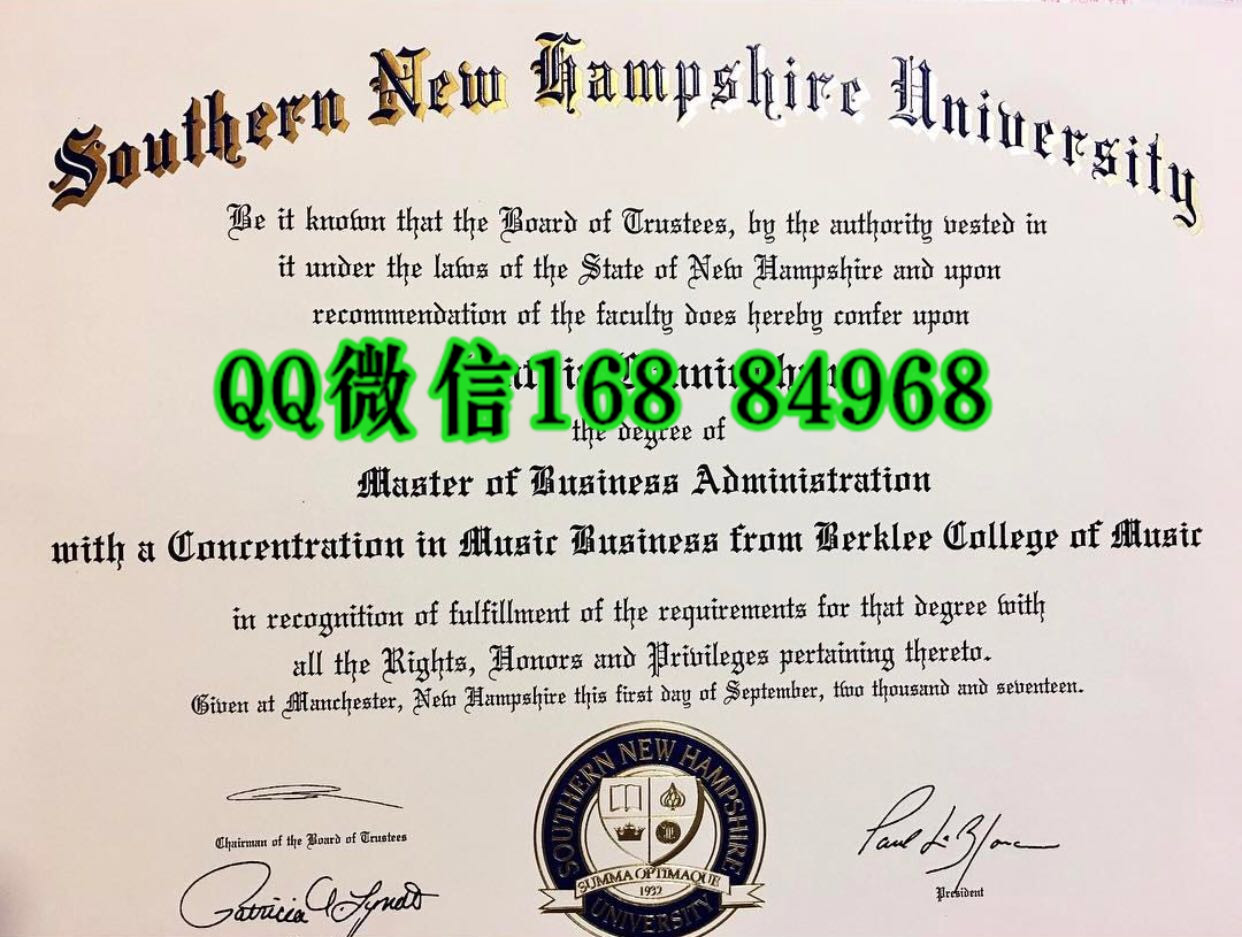 Southern New Hampshire University
Be it known that the Board of Trustees, by the authority vested in
it under the laws of the State of New Hampshire and upon
recommendation of the faculty does hereby confer upon
QQ微信168 84968
the degree of
Master of Business Administration
with a Concentration in Music Business from Berklee College of Music
in recognition of fulfillment of the requirements for that degree with
all the Rights, Honors and Privileges pertaining thereto.
Given at Manchester, New Hampshire this first day of September, two thousand and seventeen.
SOUTHERN NEW HAMPSHIRE
SUMMA OPTIMAQUE
1932
UNIVERSITY
Chairman of the Board of Trustees
Patricia A Lynott
President